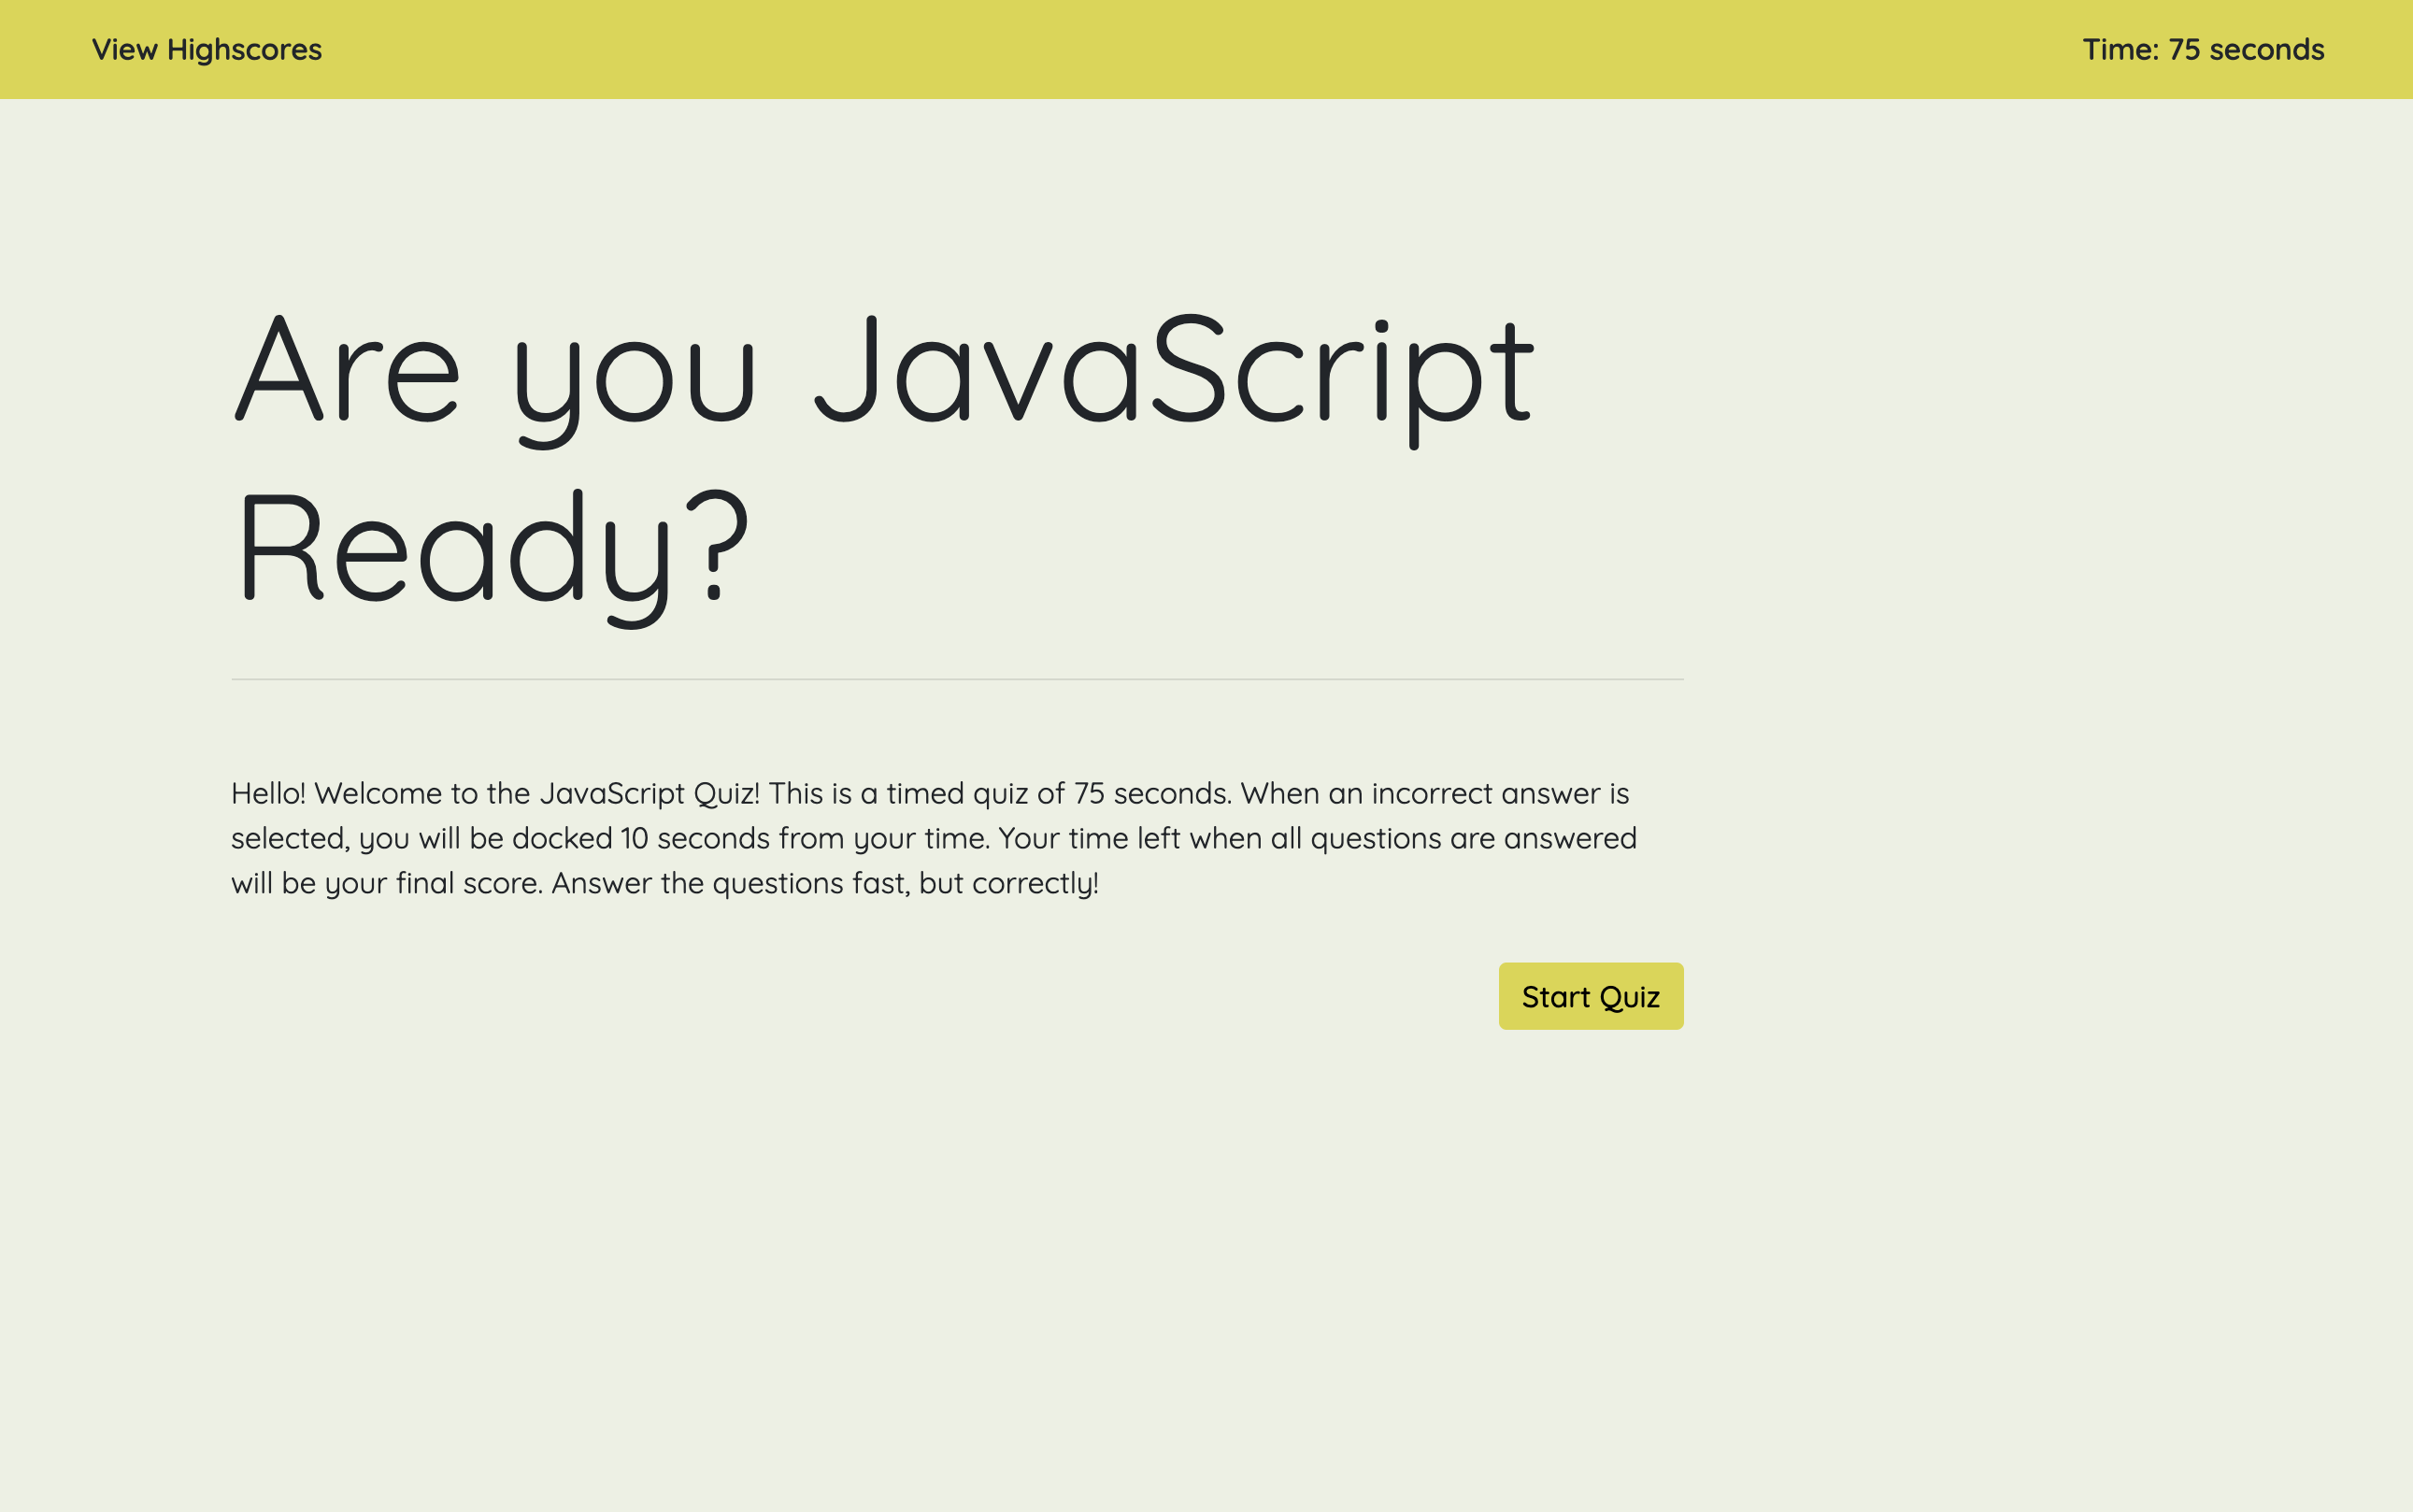 View Highscores
Time: 75 seconds
Are you JavaScript
Ready?
Hello! Welcome to the JavaScript Quiz! This is a timed quiz of 75 seconds. When an incorrect answer is
selected, you will be docked 10 seconds from your time. Your time left when all questions are answered
will be your final score. Answer the questions fast, but correctly!
Start Quiz